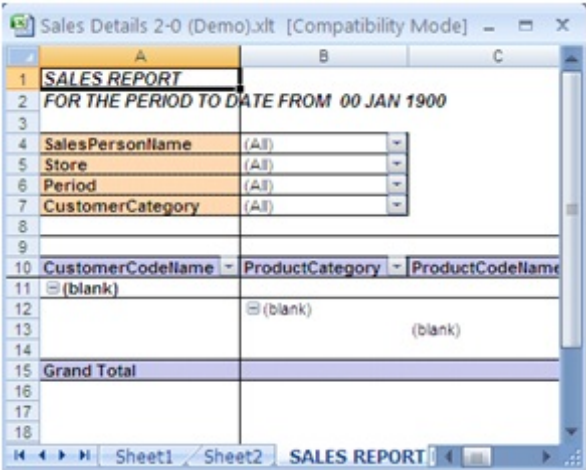 Sales Details 2-0 (Demo).xlt [Compatibility Mode]
A B C
1 SALES REPORT
2 FOR THE PERIOD TO DATE FROM 00 JAN 1900
3
4 SalesPersonName (All)
5 Store (All)
6 Period (All)
7 CustomerCategory (All)
8
9
10 CustomerCodeName ProductCategory ProductCodeName
11 (blank)
12 (blank)
13 (blank)
14
15 Grand Total
16
17
18
Sheet1 Sheet2 SALES REPORT